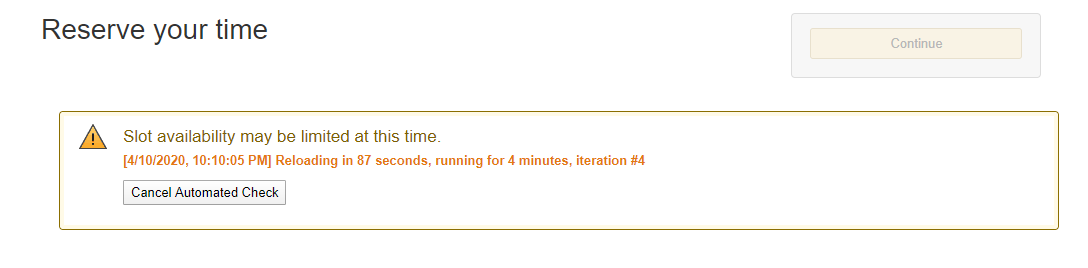 Reserve your time
Continue
Slot availability may be limited at this time.
[4/10/2020, 10:10:05 PM] Reloading in 87 seconds, running for 4 minutes, iteration #4
Cancel Automated Check